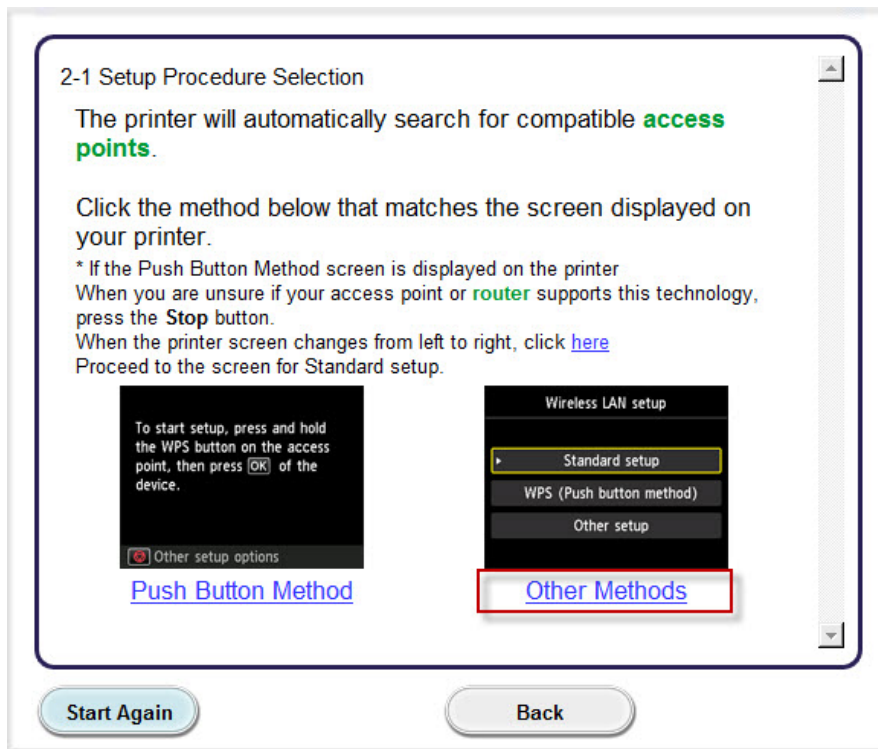 2-1 Setup Procedure Selection
The printer will automatically search for compatible access
points.
Click the method below that matches the screen displayed on
your printer.
* If the Push Button Method screen is displayed on the printer
When you are unsure if your access point or router supports this technology,
press the Stop button.
When the printer screen changes from left to right, click here
Proceed to the screen for Standard setup.
To start setup, press and hold
the WPS button on the access
point, then press OK of the
device.
Other setup options
Push Button Method
Wireless LAN setup
Standard setup
WPS (Push button method)
Other setup
Other Methods
Start Again
Back